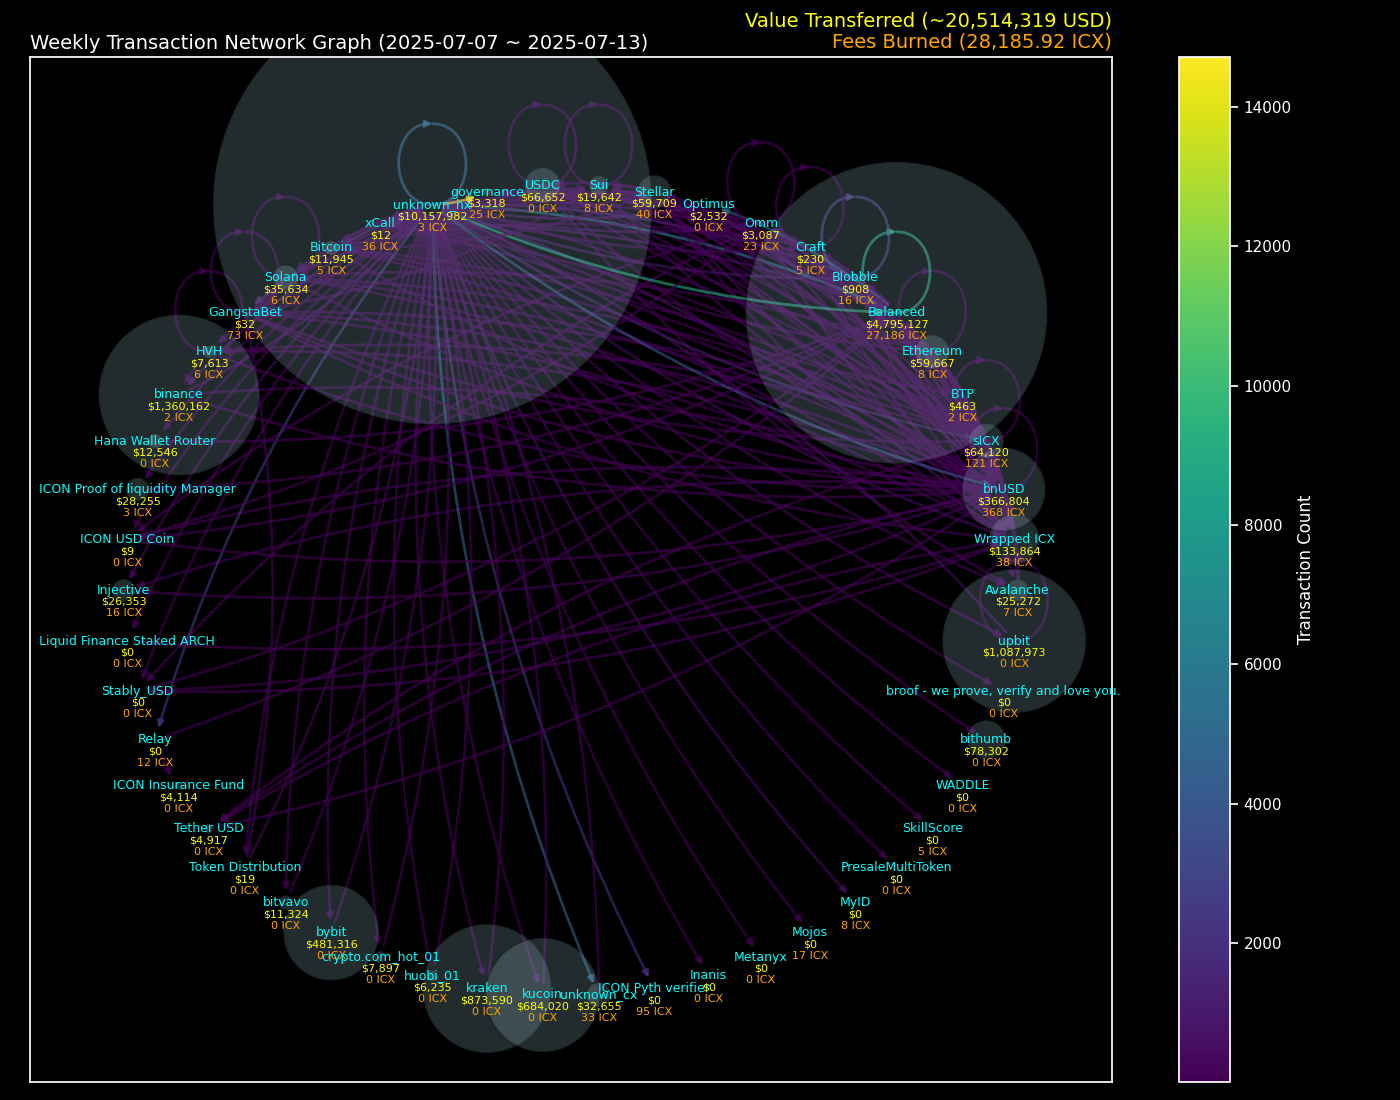 Value Transferred (~20,514,319 USD)
Weekly Transaction Network Graph (2025-07-07 ~ 2025-07-13)
Fees Burned (28,185.92 ICX)
governance
$3,318
25 ICX
unknown_hx
$10,157,982
3 ICX
USDC
$66,652
0 ICX
Sui
$19,642
8 ICX
Stellar
$59,709
40 ICX
Optimus
$2,532
0 ICX
Omm
$3,087
23 ICX
Craft
$230
5 ICX
Blobble
$908
16 ICX
Balanced
$4,795,127
27,186 ICX
Ethereum
$59,667
8 ICX
BTP
$463
2 ICX
sICX
$64,120
121 ICX
bnUSD
$366,804
368 ICX
Wrapped ICX
$133,864
38 ICX
Avalanche
$25,272
7 ICX
upbit
$1,087,973
0 ICX
broof - we prove, verify and love you.
$0
0 ICX
bithumb
$78,302
0 ICX
WADDLE
$0
0 ICX
SkillScore
$0
5 ICX
PresaleMultiToken
$0
0 ICX
MyID
$0
8 ICX
Mojos
$0
17 ICX
Metanyx
$0
0 ICX
Inanis
$0
0 ICX
ICON Pyth verifier
$0
95 ICX
unknown_cx
$32,655
33 ICX
kucoin
$684,020
0 ICX
kraken
$873,590
0 ICX
huobi_01
$6,235
0 ICX
crypto.com_hot_01
$7,897
0 ICX
bybit
$481,316
0 ICX
bitvavo
$11,324
0 ICX
Token Distribution
$19
0 ICX
Tether USD
$4,917
0 ICX
ICON Insurance Fund
$4,114
0 ICX
Relay
$0
12 ICX
Stably_USD
$0
0 ICX
Liquid Finance Staked ARCH
$0
0 ICX
Injective
$26,353
16 ICX
ICON USD Coin
$9
0 ICX
ICON Proof of liquidity Manager
$28,255
3 ICX
Hana Wallet Router
$12,546
0 ICX
binance
$1,360,162
2 ICX
HVH
$7,613
6 ICX
GangstaBet
$32
73 ICX
Solana
$35,634
6 ICX
Bitcoin
$11,945
5 ICX
xCall
$12
36 ICX
14000
12000
10000
8000
6000
4000
2000
Transaction Count